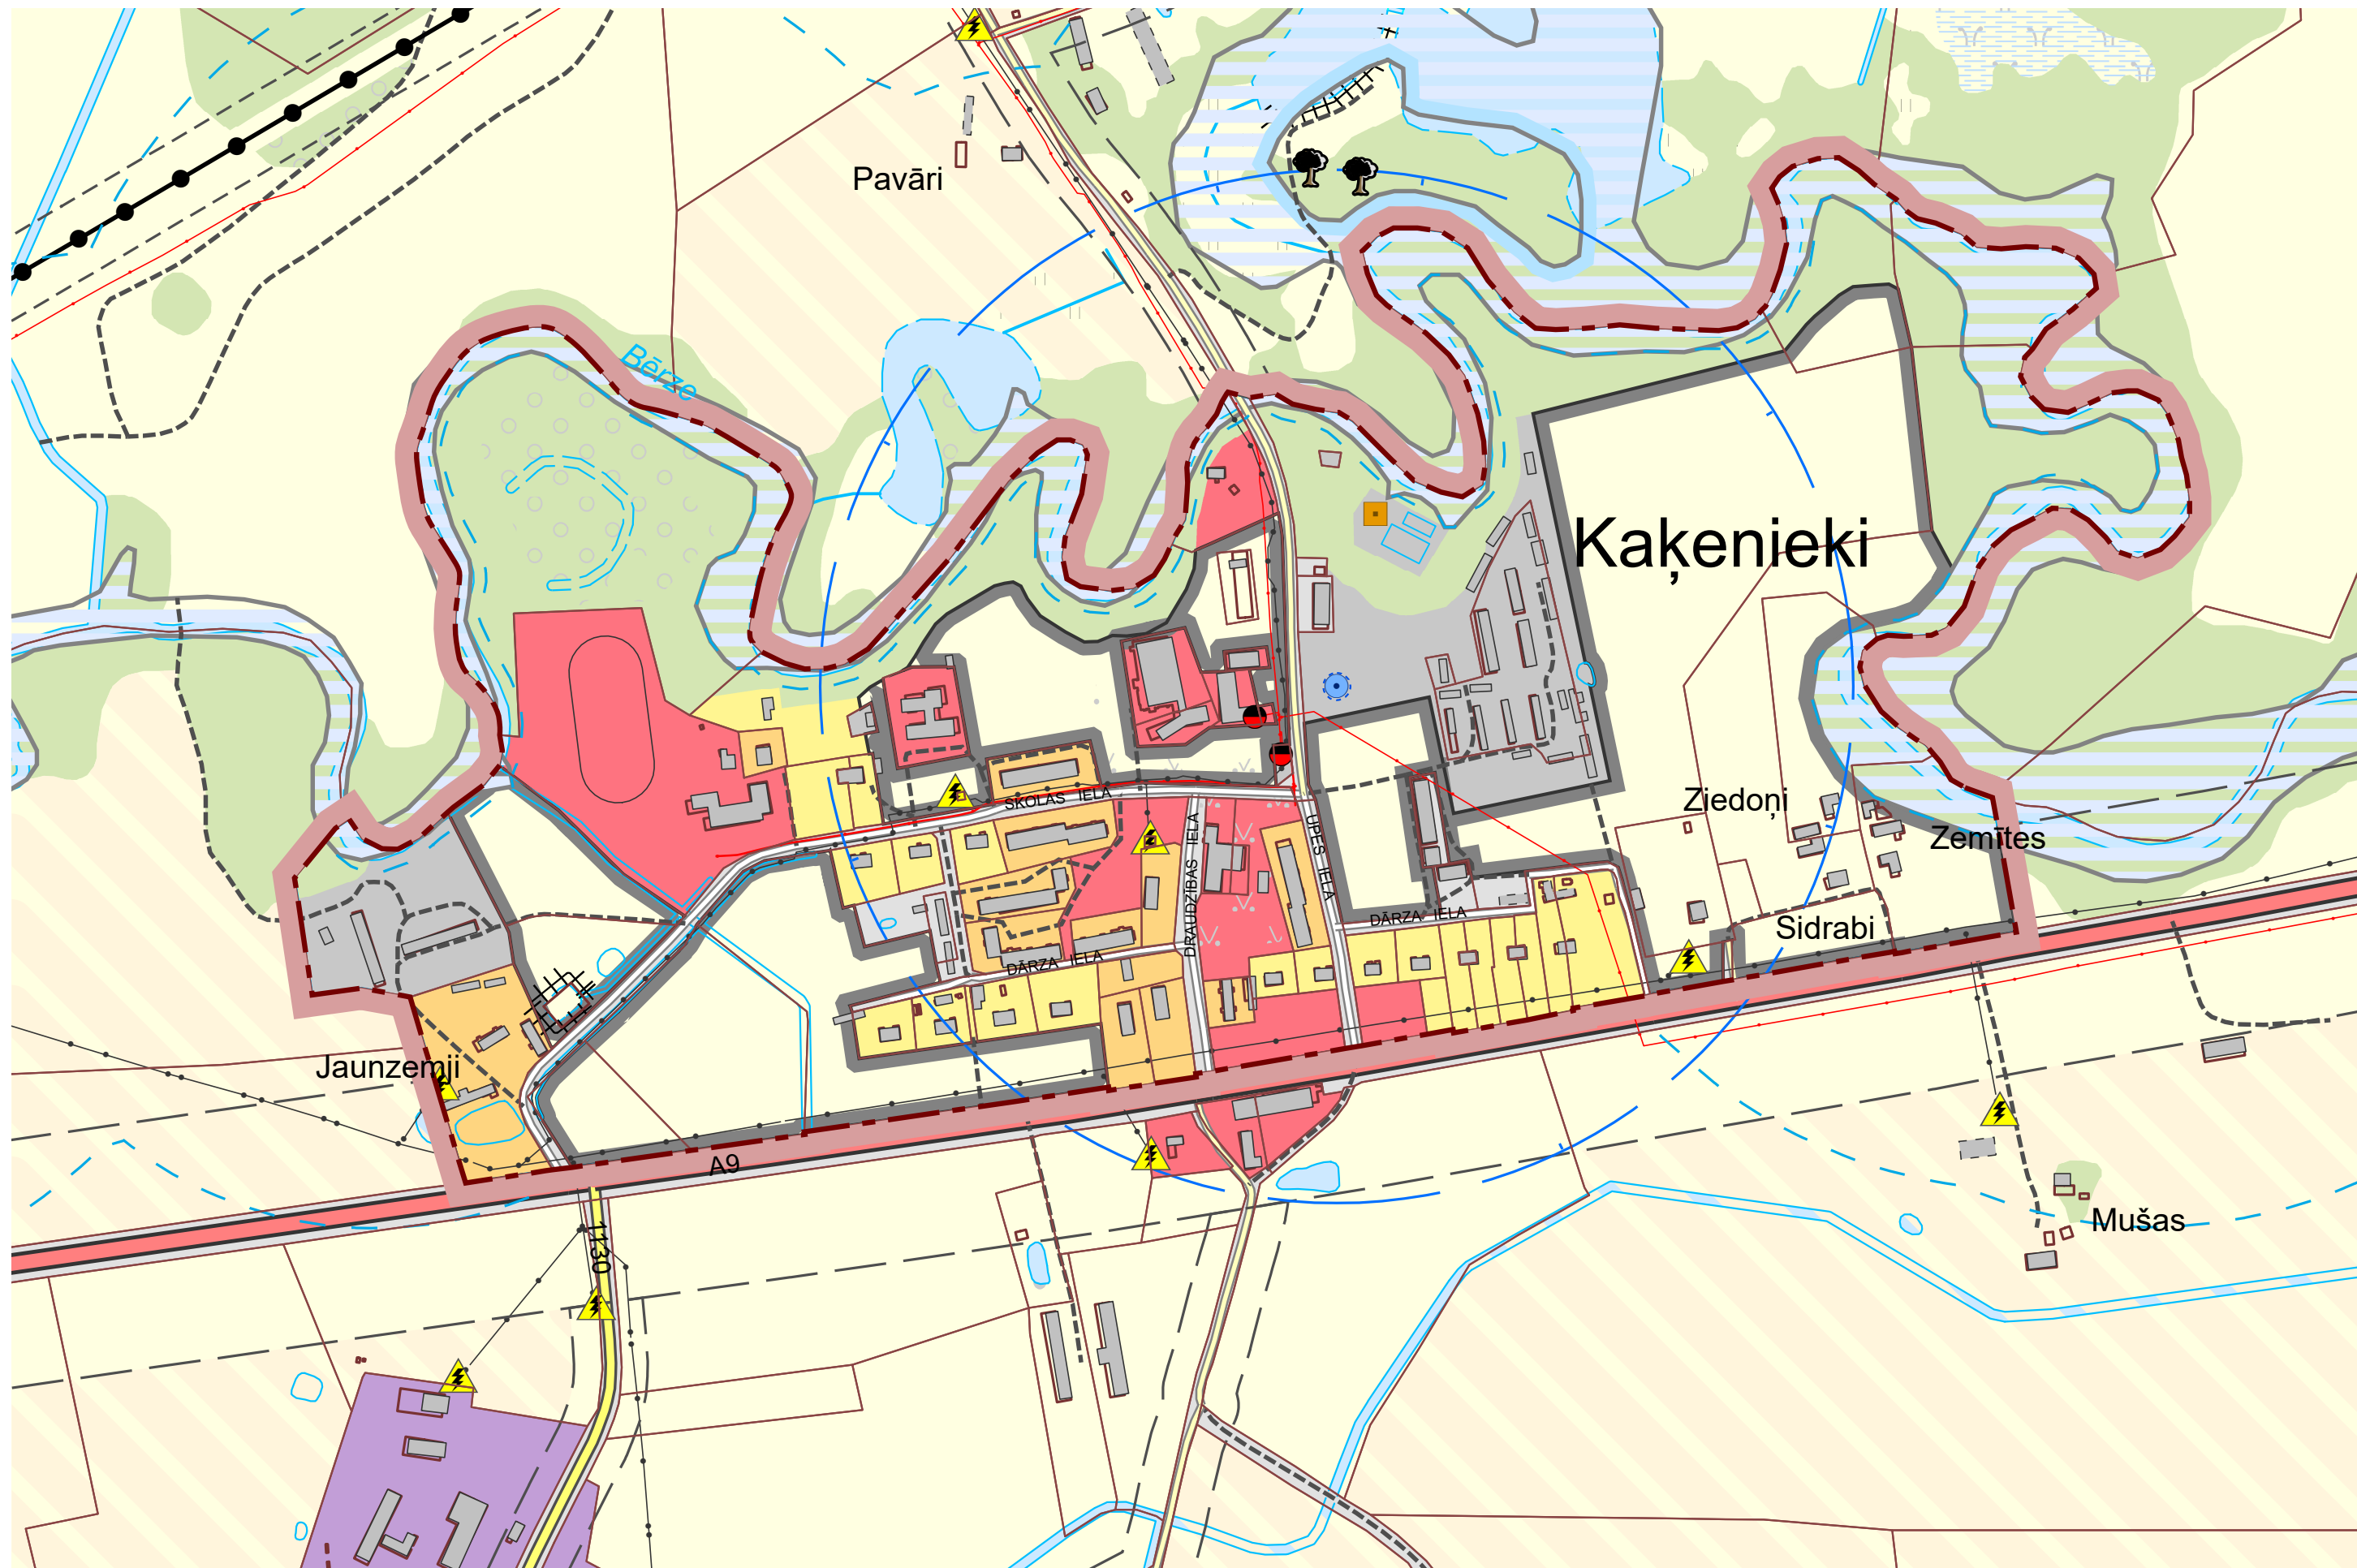 Pavāri
Bērze
Kaķenieki
SKOLAS IELA
Ziedoņi
Zemītes
UPES IELA
DRAUDZĪBAS IELA
DĀRZA IELA
Sidrabi
DĀRZA IELA
Jaunzemji
A9
1130
Mušas